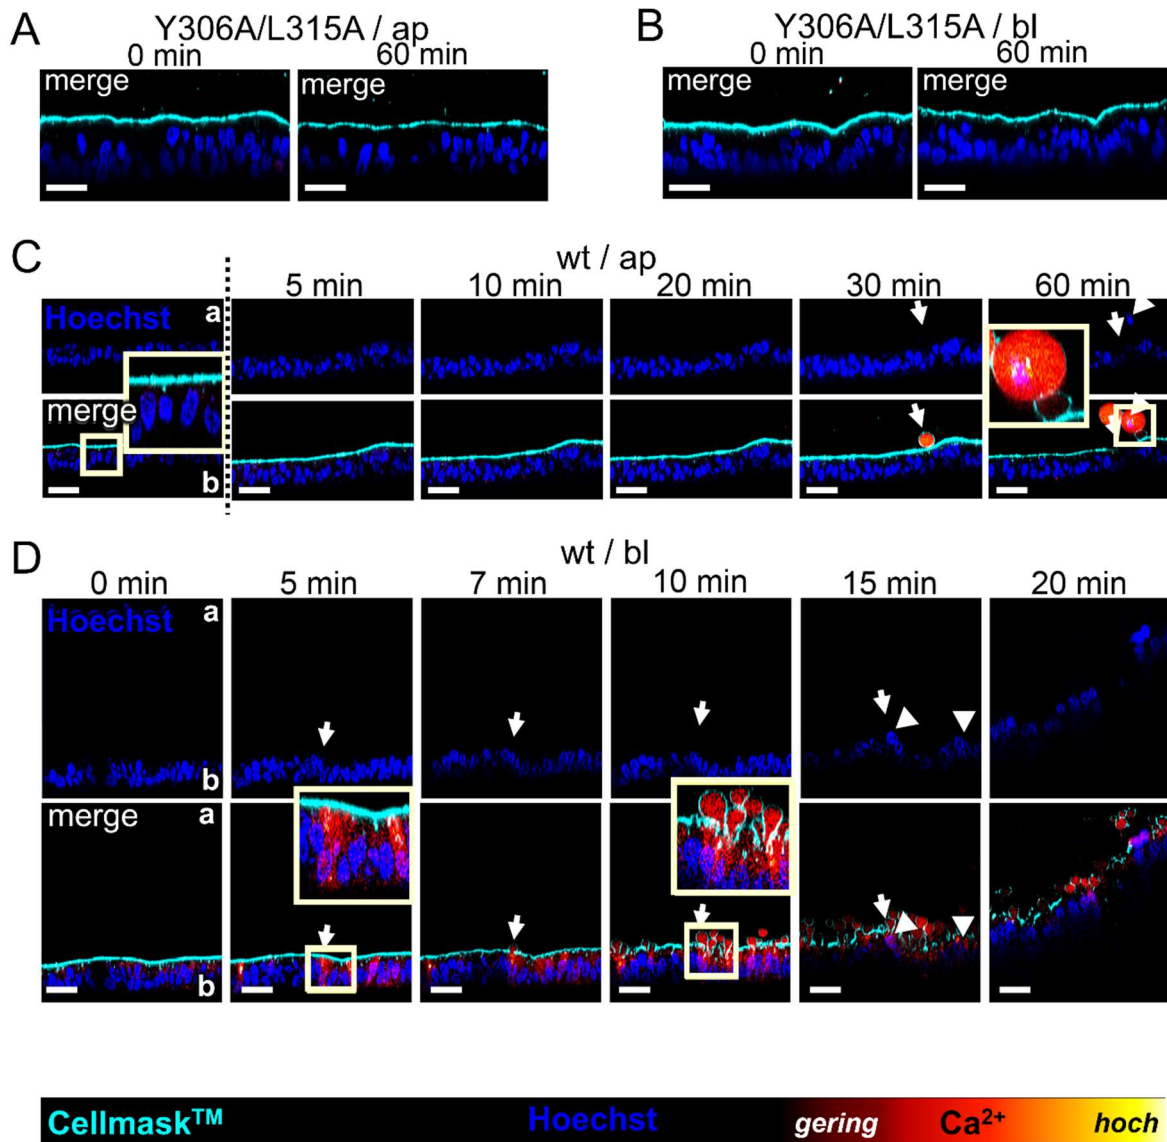 A
Y306A/L315A / ap
0 min
60 min
merge
merge
B
Y306A/L315A / bl
0 min
60 min
merge
merge
C
wt / ap
5 min
10 min
20 min
30 min
60 min
Hoechst
a
merge
b
D
wt / bl
0 min
5 min
7 min
10 min
15 min
20 min
Hoechst
a
b
merge
a
b
Cellmask™
Hoechst
gering
Ca²⁺
hoch